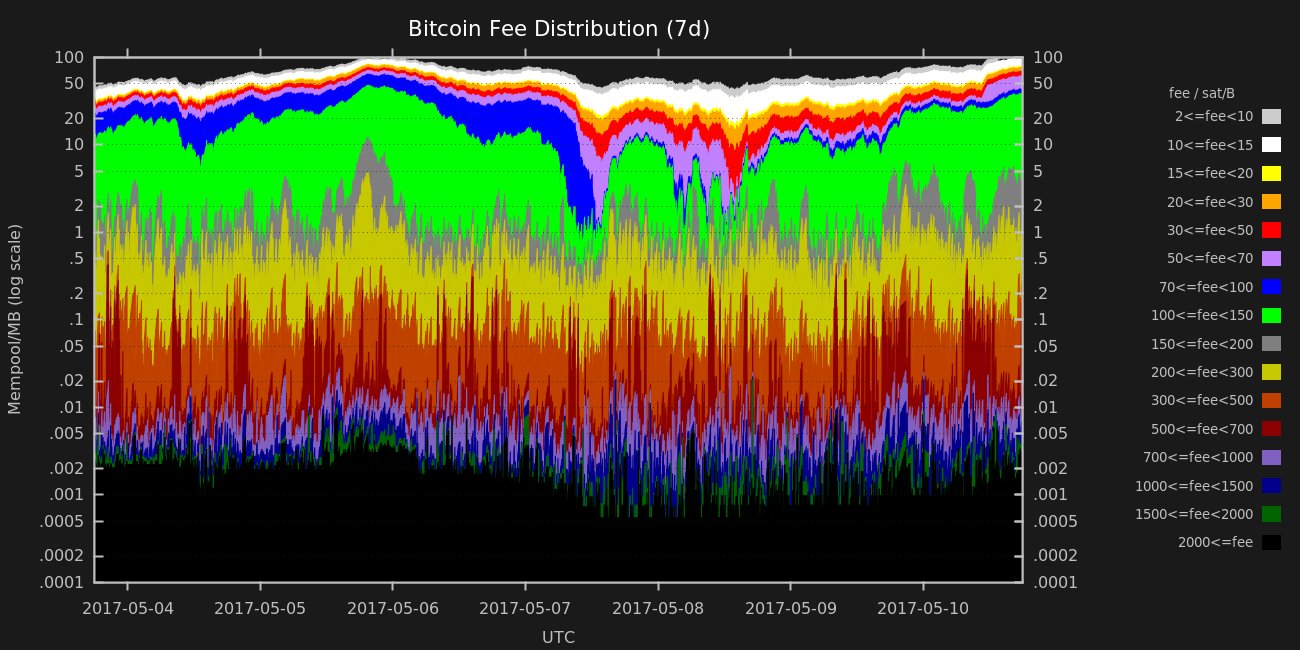 Bitcoin Fee Distribution (7d)
Mempool/MB (log scale)
100
50
20
10
5
2
1
.5
.2
.1
.05
.02
.01
.005
.002
.001
.0005
.0002
.0001
100
50
20
10
5
2
1
.5
.2
.1
.05
.02
.01
.005
.002
.001
.0005
.0002
.0001
2017-05-04
2017-05-05
2017-05-06
2017-05-07
2017-05-08
2017-05-09
2017-05-10
UTC
fee / sat/B
2<=fee<10
10<=fee<15
15<=fee<20
20<=fee<30
30<=fee<50
50<=fee<70
70<=fee<100
100<=fee<150
150<=fee<200
200<=fee<300
300<=fee<500
500<=fee<700
700<=fee<1000
1000<=fee<1500
1500<=fee<2000
2000<=fee